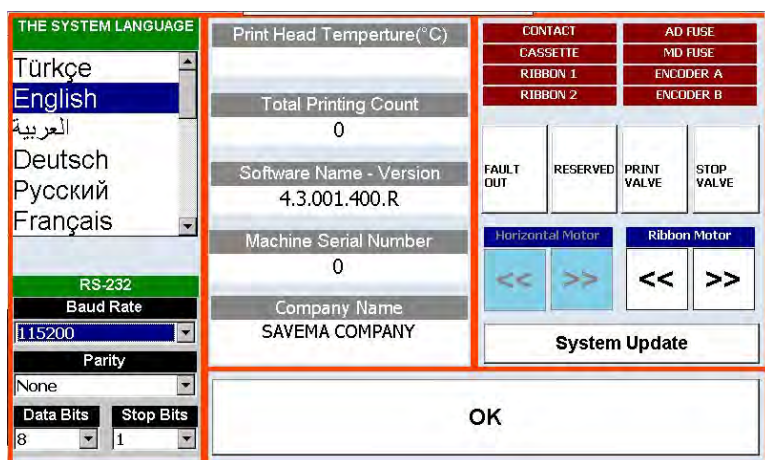 THE SYSTEM LANGUAGE
Türkçe
English
العربية
Deutsch
Русский
Français
RS-232
Baud Rate
115200
Parity
None
Data Bits
Stop Bits
8
1
Print Head Temperture(°C)
Total Printing Count
0
Software Name - Version
4.3.001.400.R
Machine Serial Number
0
Company Name
SAVEMA COMPANY
CONTACT
AD FUSE
CASSETTE
MD FUSE
RIBBON 1
ENCODER A
RIBBON 2
ENCODER B
FAULT
OUT
RESERVED
PRINT
VALVE
STOP
VALVE
Horizontal Motor
Ribbon Motor
<<
>>
<<
>>
System Update
OK